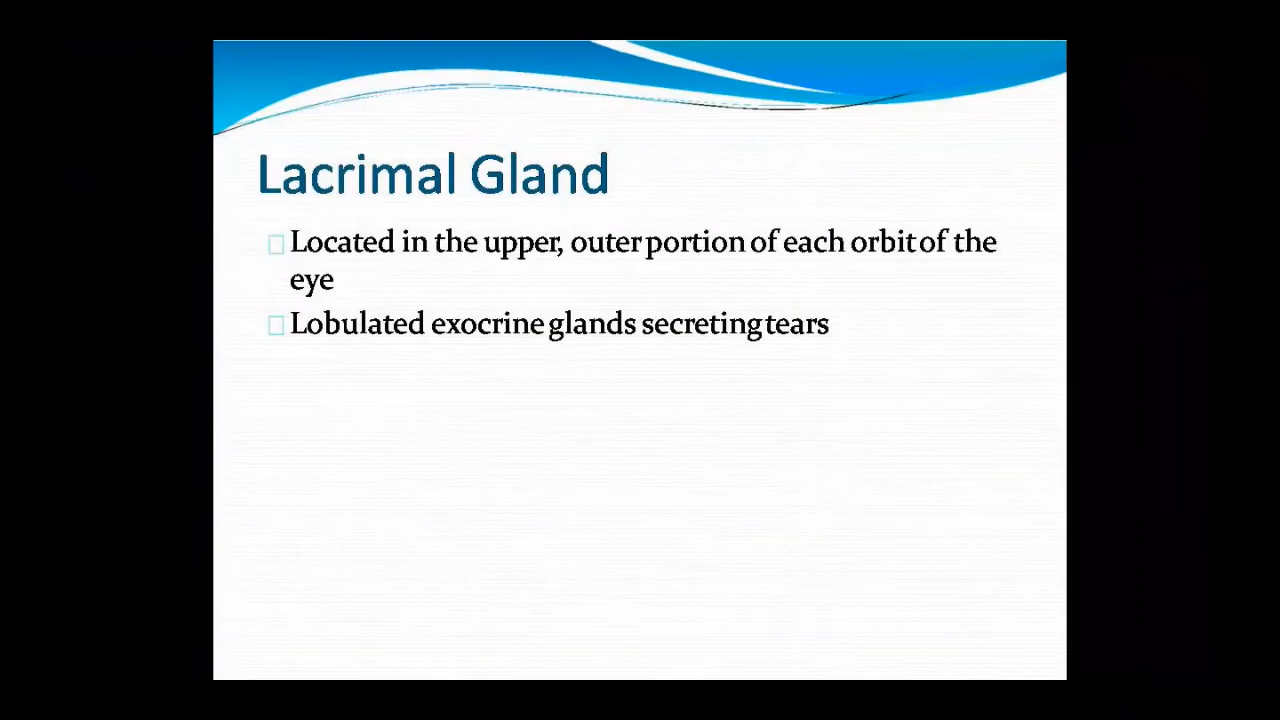 Lacrimal Gland
Located in the upper, outer portion of each orbit of the
eye
Lobulated exocrine glands secreting tears